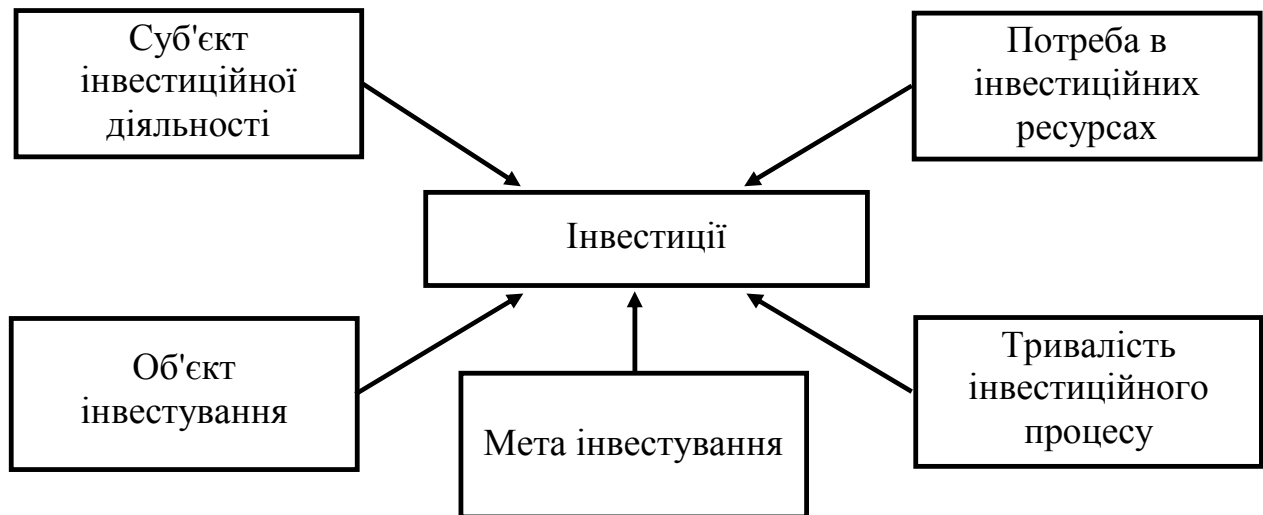 Суб'єкт
інвестиційної
діяльності
Потреба в
інвестиційних
ресурсах
Інвестиції
Об'єкт
інвестування
Мета інвестування
Тривалість
інвестиційного
процесу